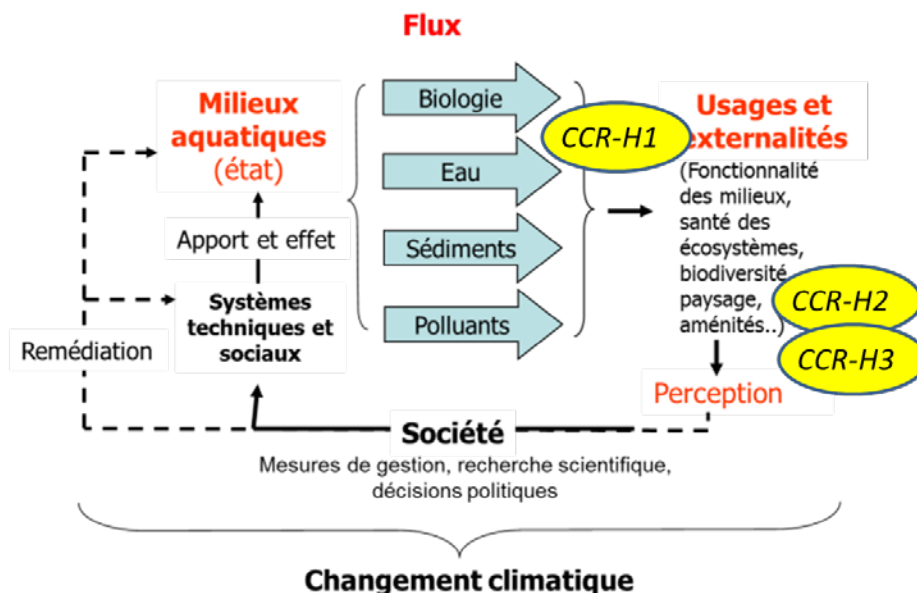 Flux
Milieux
aquatiques
(état)
Biologie
Eau
Sédiments
Polluants
CCR-H1
Usages et
externalités
(Fonctionnalité
des milieux,
santé des
écosystèmes,
biodiversité
paysage,
aménités..)
CCR-H2
CCR-H3
Apport et effet
Systèmes
techniques et
sociaux
Remédiation
Perception
Société
Mesures de gestion, recherche scientifique,
décisions politiques
Changement climatique